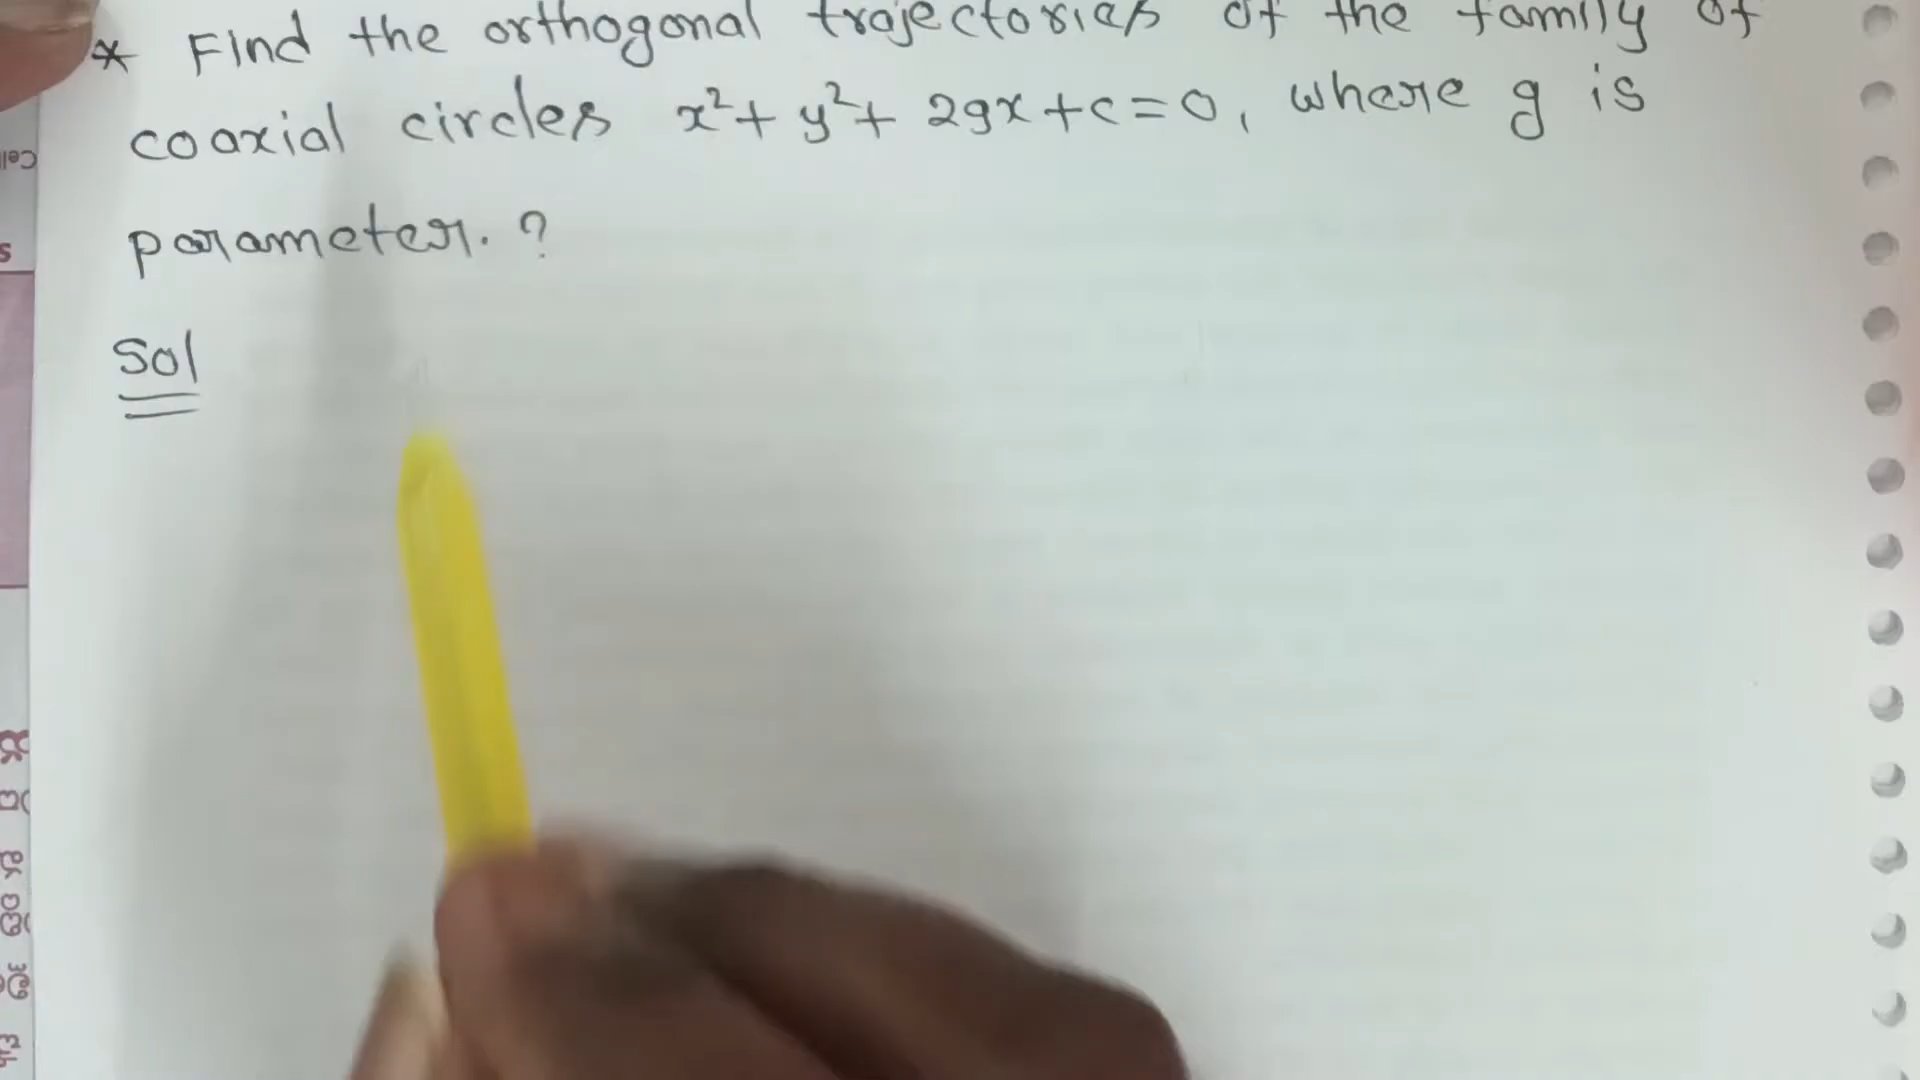 * Find the orthogonal trajectories of the family of
coaxial circles x²+ y²+ 2gx+c=0, where g is
parameter. ?
Sol